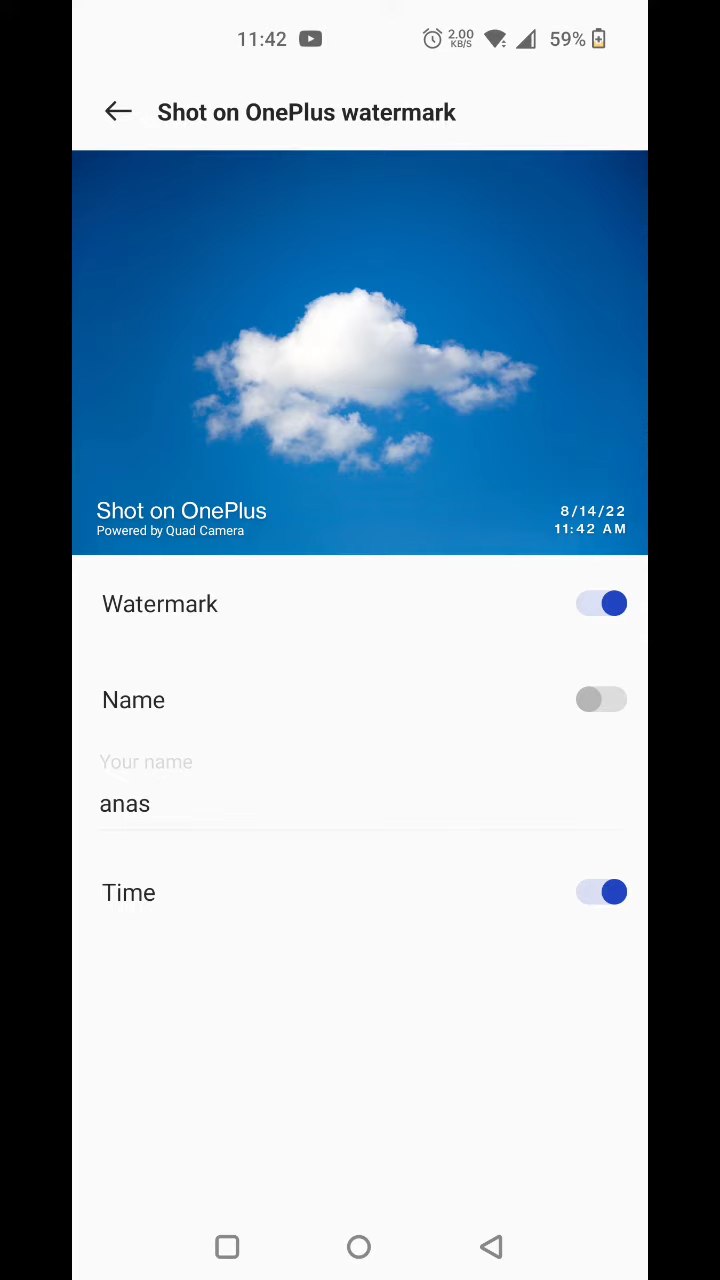 11:42 2.00 KB/S 59%
Shot on OnePlus watermark
Shot on OnePlus 8/14/22
Powered by Quad Camera 11:42 AM
Watermark
Name
Your name
anas
Time